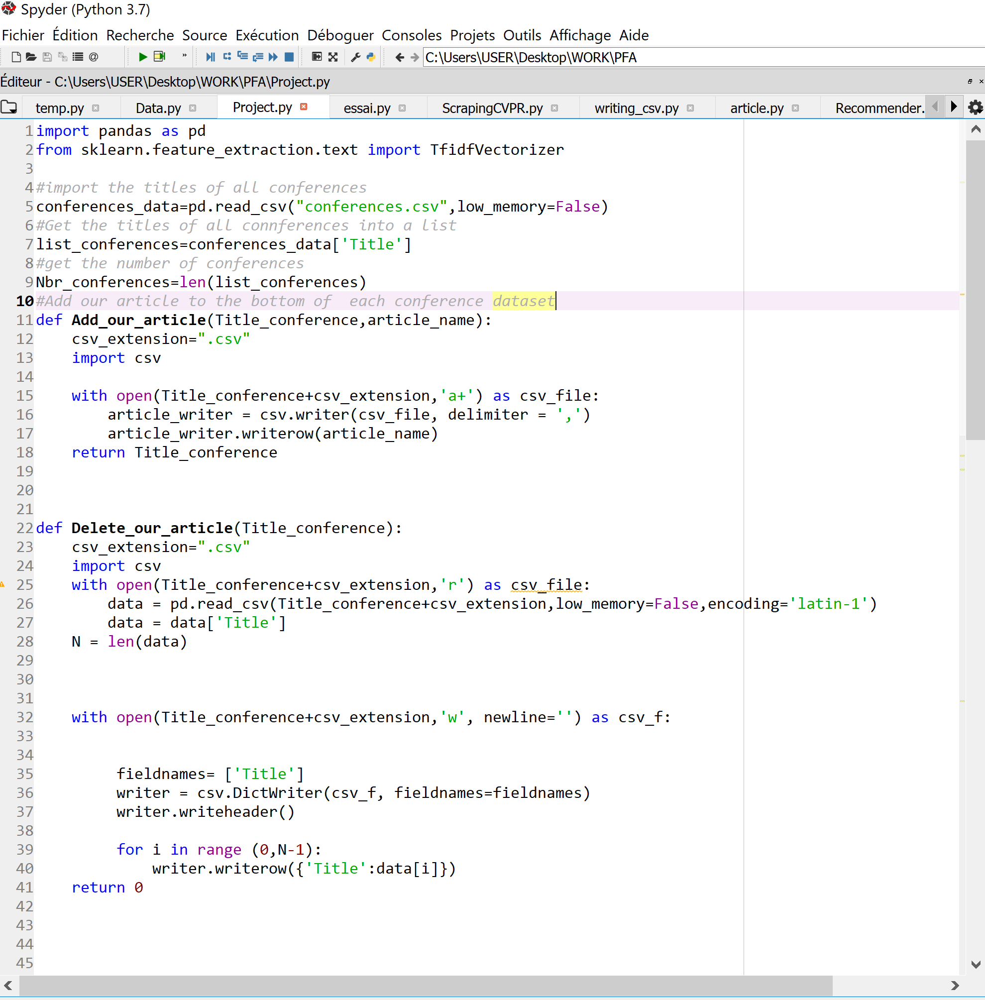 Spyder (Python 3.7)
Fichier Édition Recherche Source Exécution Déboguer Consoles Projets Outils Affichage Aide
C:\Users\USER\Desktop\WORK\PFA
Éditeur - C:\Users\USER\Desktop\WORK\PFA\Project.py
temp.py Data.py Project.py essai.py ScrapingCVPR.py writing_csv.py article.py Recommender.
1 import pandas as pd
2 from sklearn.feature_extraction.text import TfidfVectorizer
3
4 #import the titles of all conferences
5 conferences_data=pd.read_csv("conferences.csv",low_memory=False)
6 #Get the titles of all connferences into a list
7 list_conferences=conferences_data['Title']
8 #get the number of conferences
9 Nbr_conferences=len(list_conferences)
10 #Add our article to the bottom of  each conference dataset
11 def Add_our_article(Title_conference,article_name):
12     csv_extension=".csv"
13     import csv
14
15     with open(Title_conference+csv_extension,'a+') as csv_file:
16         article_writer = csv.writer(csv_file, delimiter = ',')
17         article_writer.writerow(article_name)
18     return Title_conference
19
20
21
22 def Delete_our_article(Title_conference):
23     csv_extension=".csv"
24     import csv
25     with open(Title_conference+csv_extension,'r') as csv_file:
26         data = pd.read_csv(Title_conference+csv_extension,low_memory=False,encoding='latin-1')
27         data = data['Title']
28     N = len(data)
29
30
31
32     with open(Title_conference+csv_extension,'w', newline='') as csv_f:
33
34
35          fieldnames= ['Title']
36          writer = csv.DictWriter(csv_f, fieldnames=fieldnames)
37          writer.writeheader()
38
39          for i in range (0,N-1):
40              writer.writerow({'Title':data[i]})
41     return 0
42
43
44
45